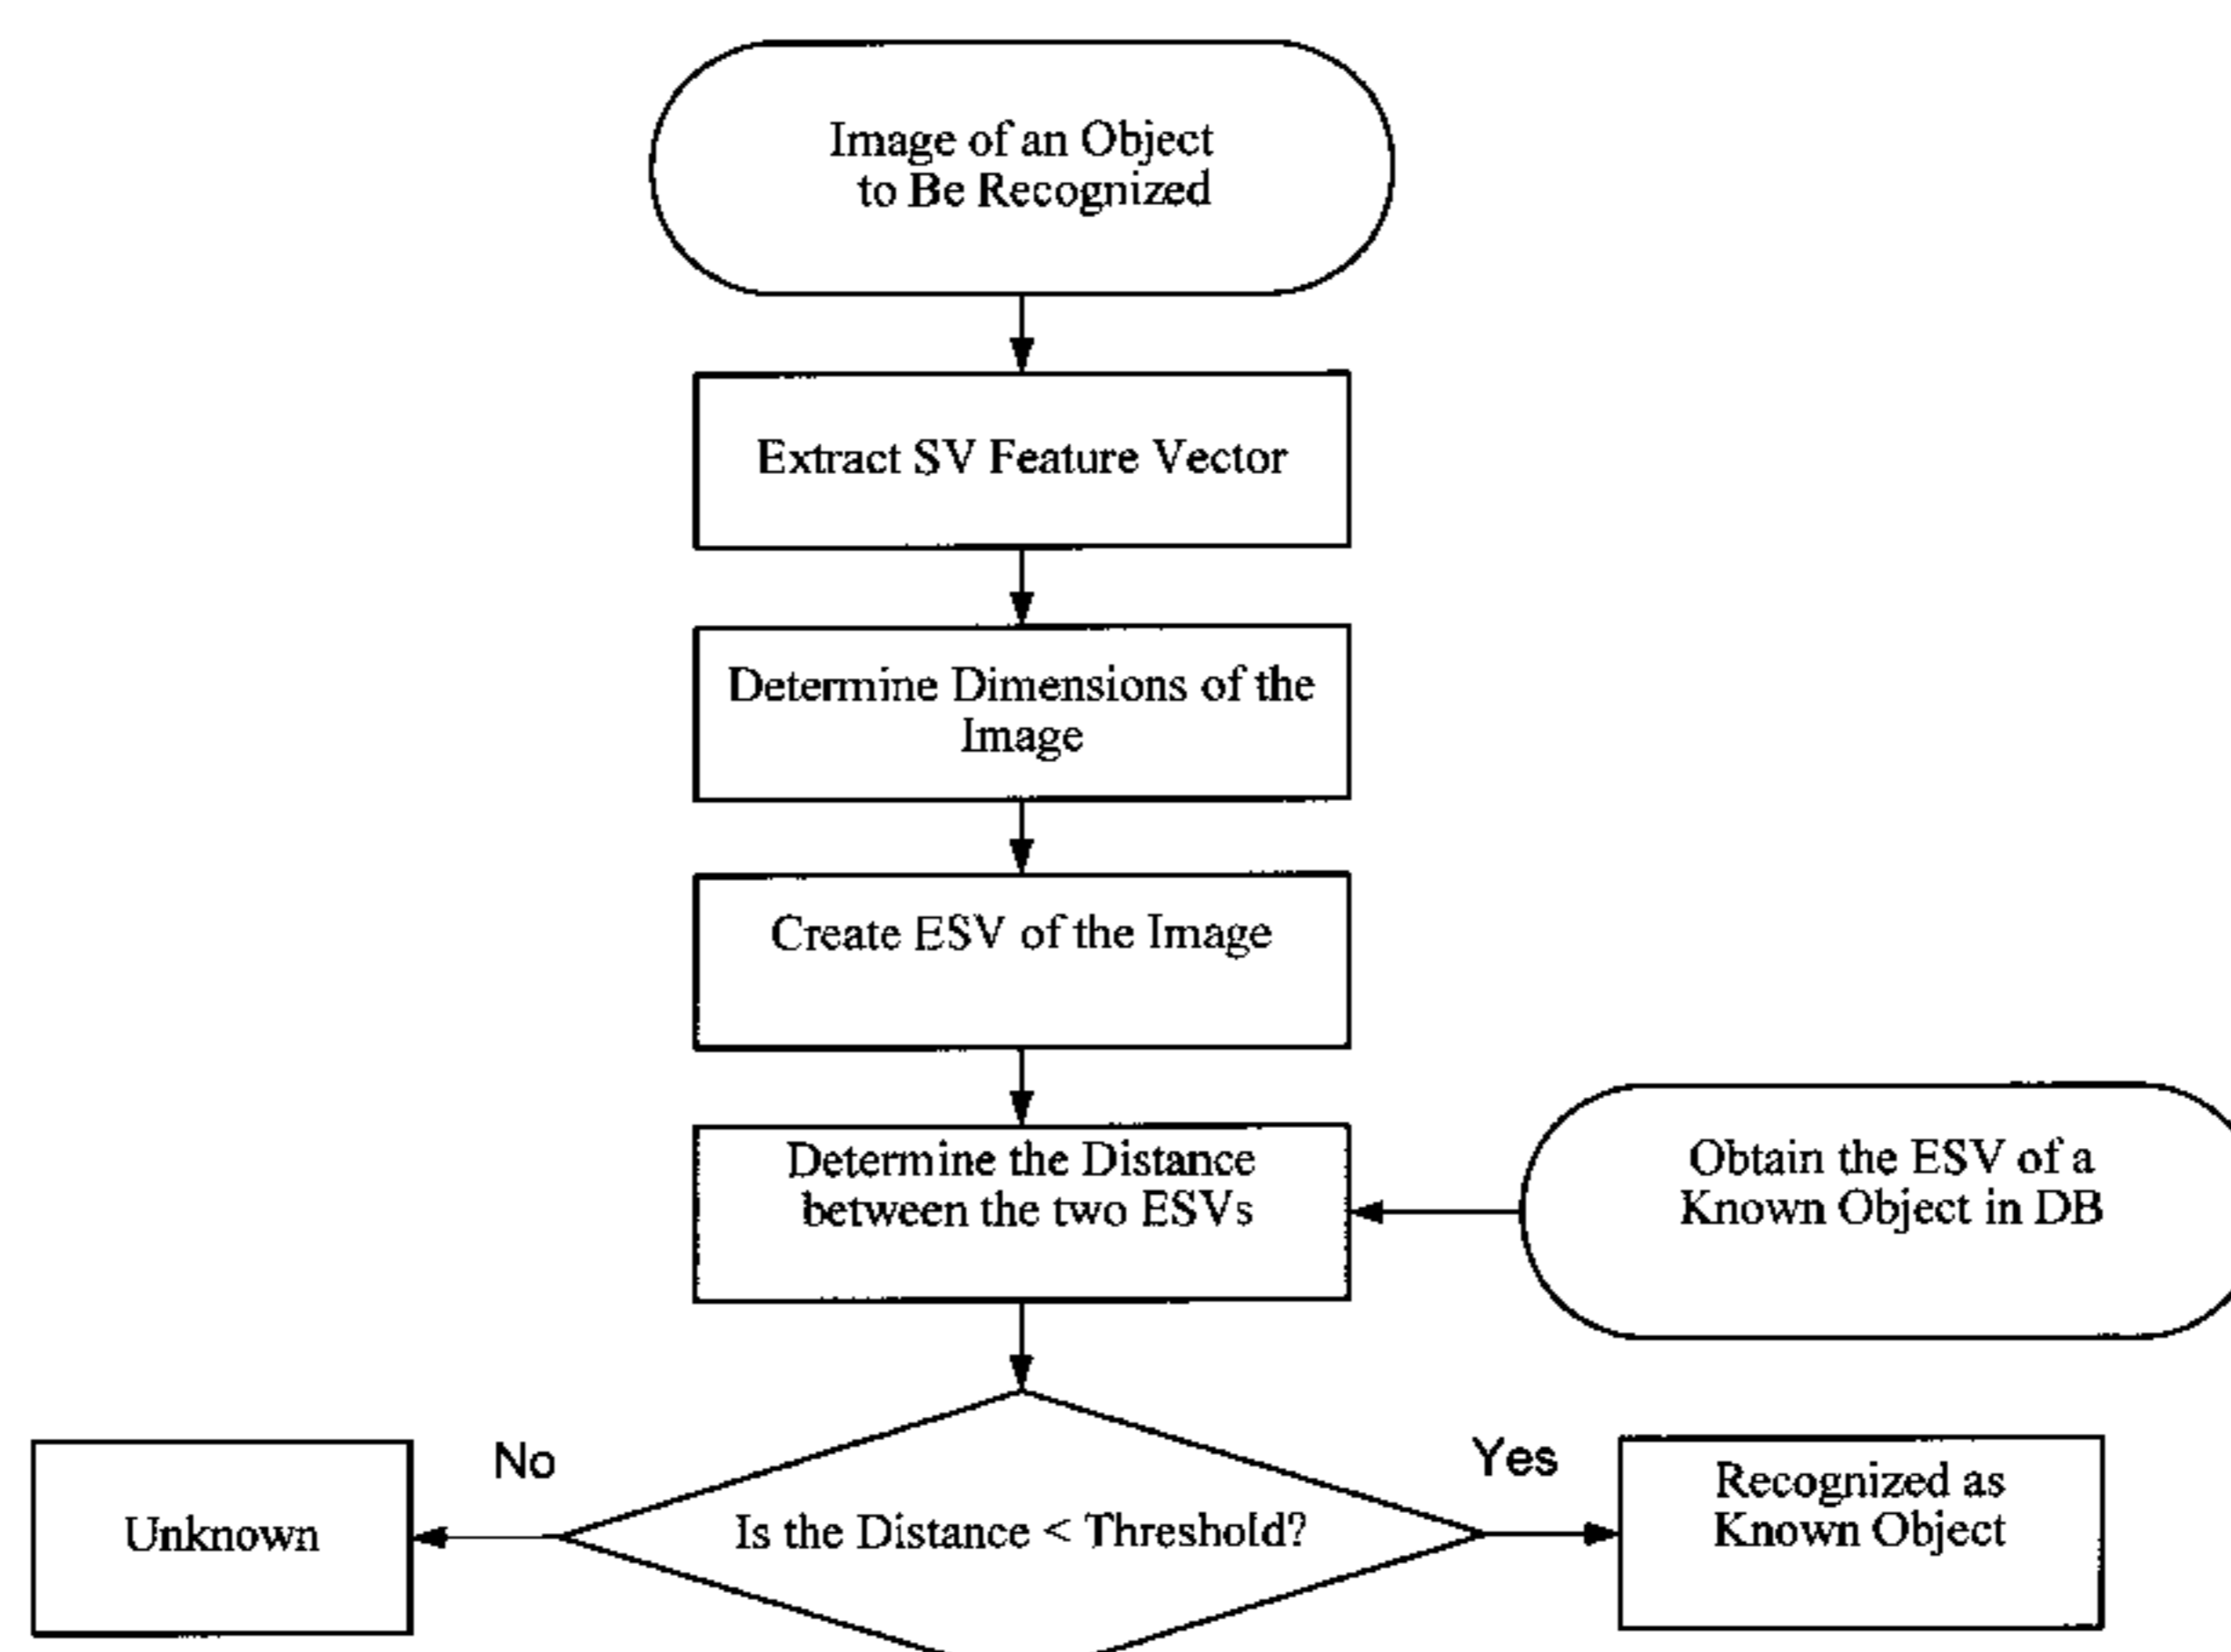 Image of an Object
to Be Recognized
Extract SV Feature Vector
Determine Dimensions of the
Image
Create ESV of the Image
Determine the Distance
between the two ESVs
Obtain the ESV of a
Known Object in DB
No
Yes
Unknown
Is the Distance < Threshold?
Recognized as
Known Object